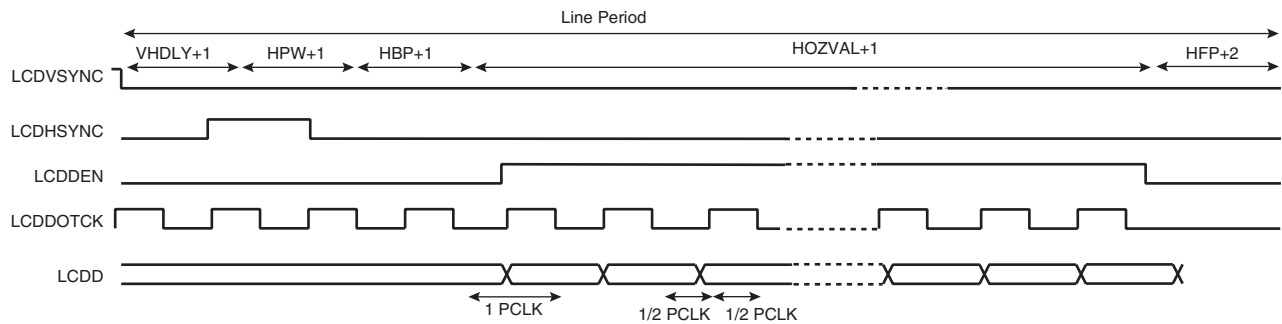 Line Period
VHDLY+1 HPW+1 HBP+1 HOZVAL+1 HFP+2
LCDVSYNC
LCDHSYNC
LCDDEN
LCDDOTCK
LCDD
1 PCLK 1/2 PCLK 1/2 PCLK